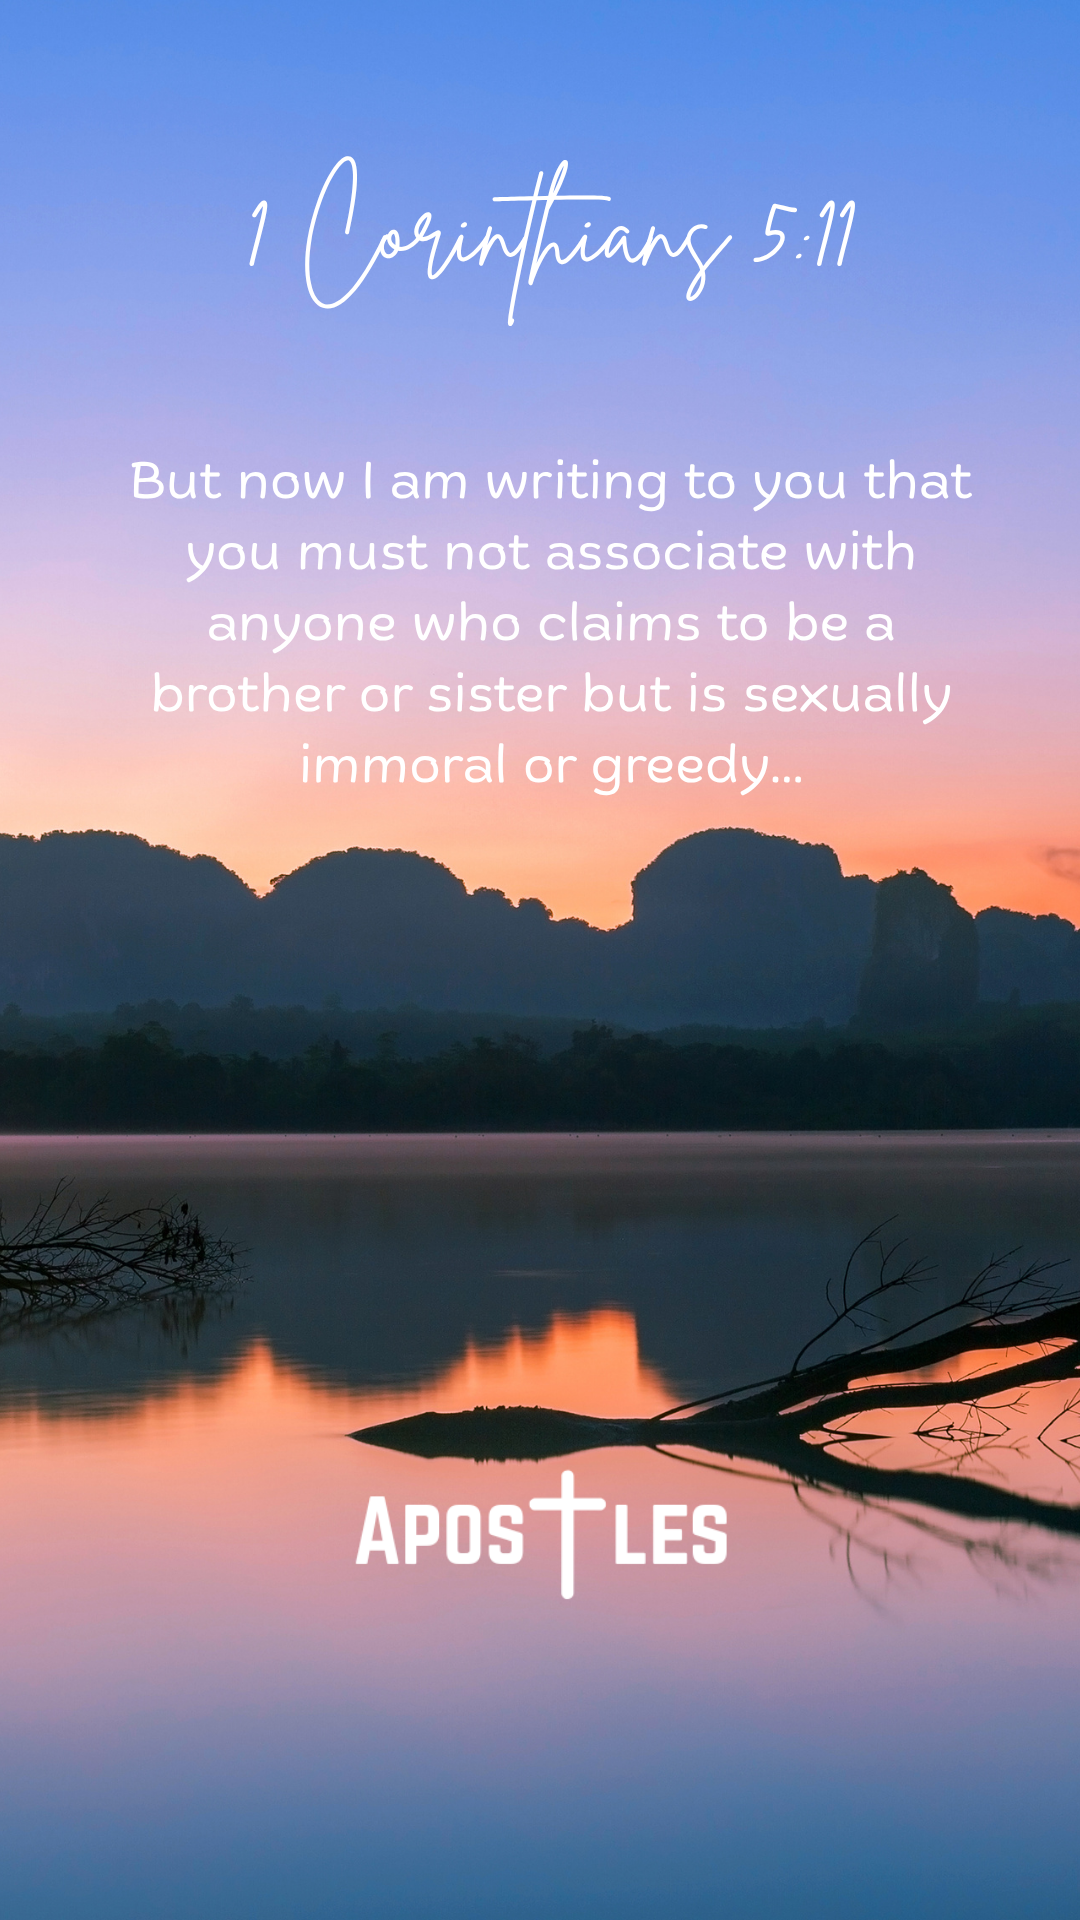 1 Corinthians 5:11
But now I am writing to you that
you must not associate with
anyone who claims to be a
brother or sister but is sexually
immoral or greedy...
APOSTLES